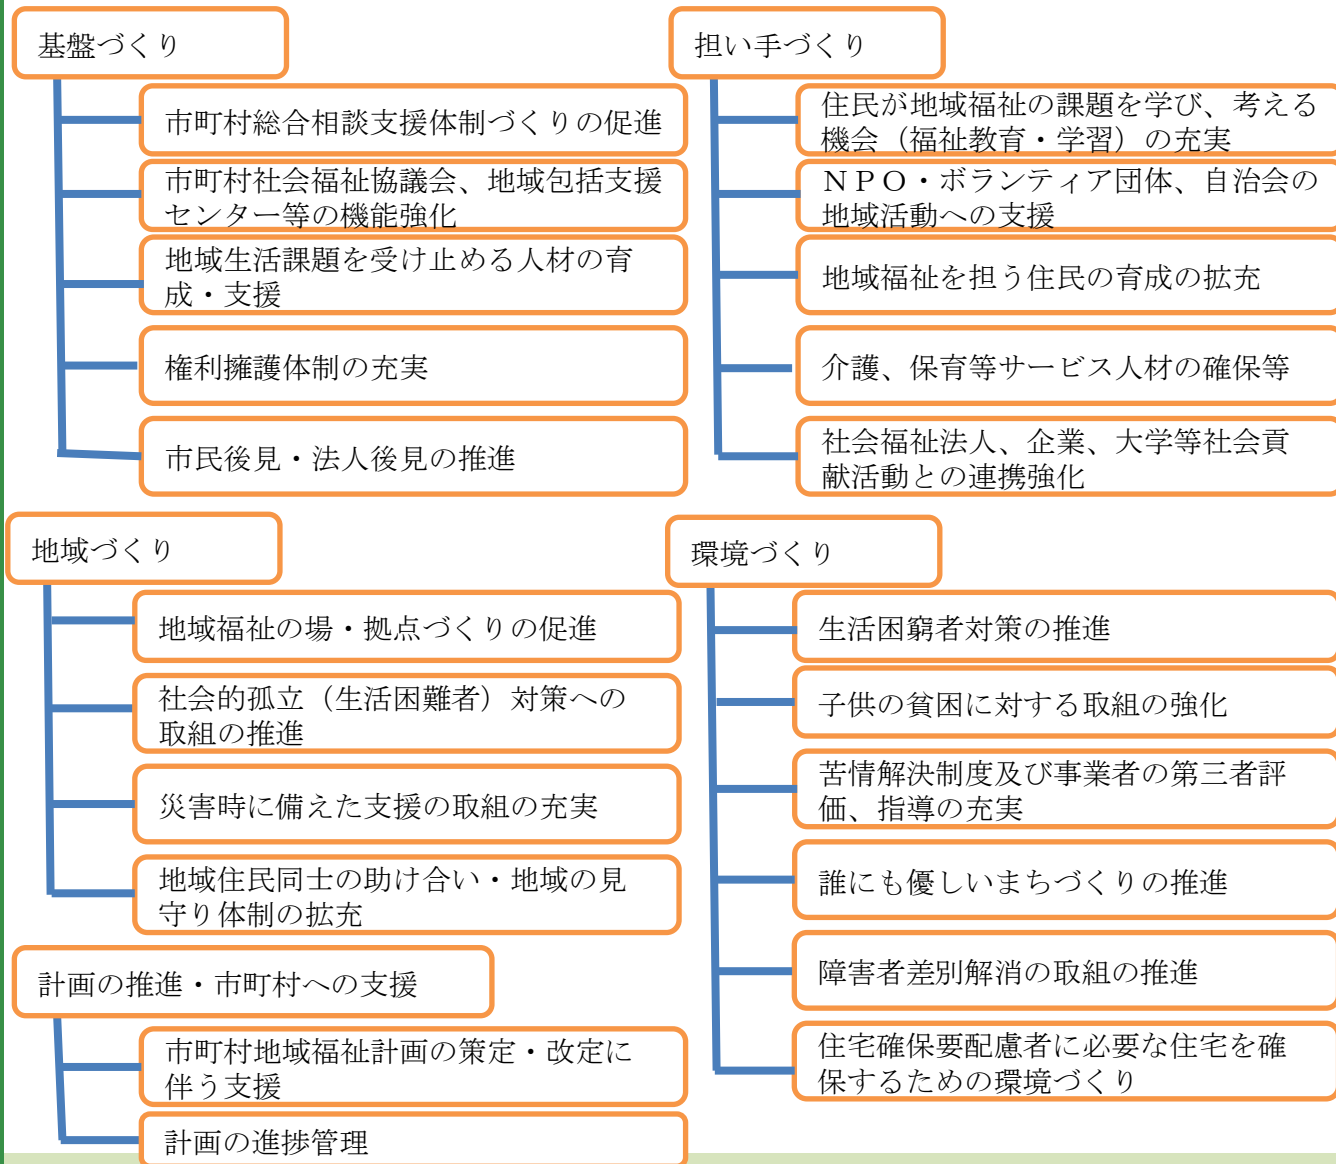 基盤づくり
市町村総合相談支援体制づくりの促進
市町村社会福祉協議会、地域包括支援
センター等の機能強化
地域生活課題を受け止める人材の育
成・支援
権利擁護体制の充実
市民後見・法人後見の推進
担い手づくり
住民が地域福祉の課題を学び、考える
機会（福祉教育・学習）の充実
ＮＰＯ・ボランティア団体、自治会の
地域活動への支援
地域福祉を担う住民の育成の拡充
介護、保育等サービス人材の確保等
社会福祉法人、企業、大学等社会貢
献活動との連携強化
地域づくり
地域福祉の場・拠点づくりの促進
社会的孤立（生活困難者）対策への
取組の推進
災害時に備えた支援の取組の充実
地域住民同士の助け合い・地域の見
守り体制の拡充
環境づくり
生活困窮者対策の推進
子供の貧困に対する取組の強化
苦情解決制度及び事業者の第三者評
価、指導の充実
誰にも優しいまちづくりの推進
障害者差別解消の取組の推進
住宅確保要配慮者に必要な住宅を確
保するための環境づくり
計画の推進・市町村への支援
市町村地域福祉計画の策定・改定に
伴う支援
計画の進捗管理